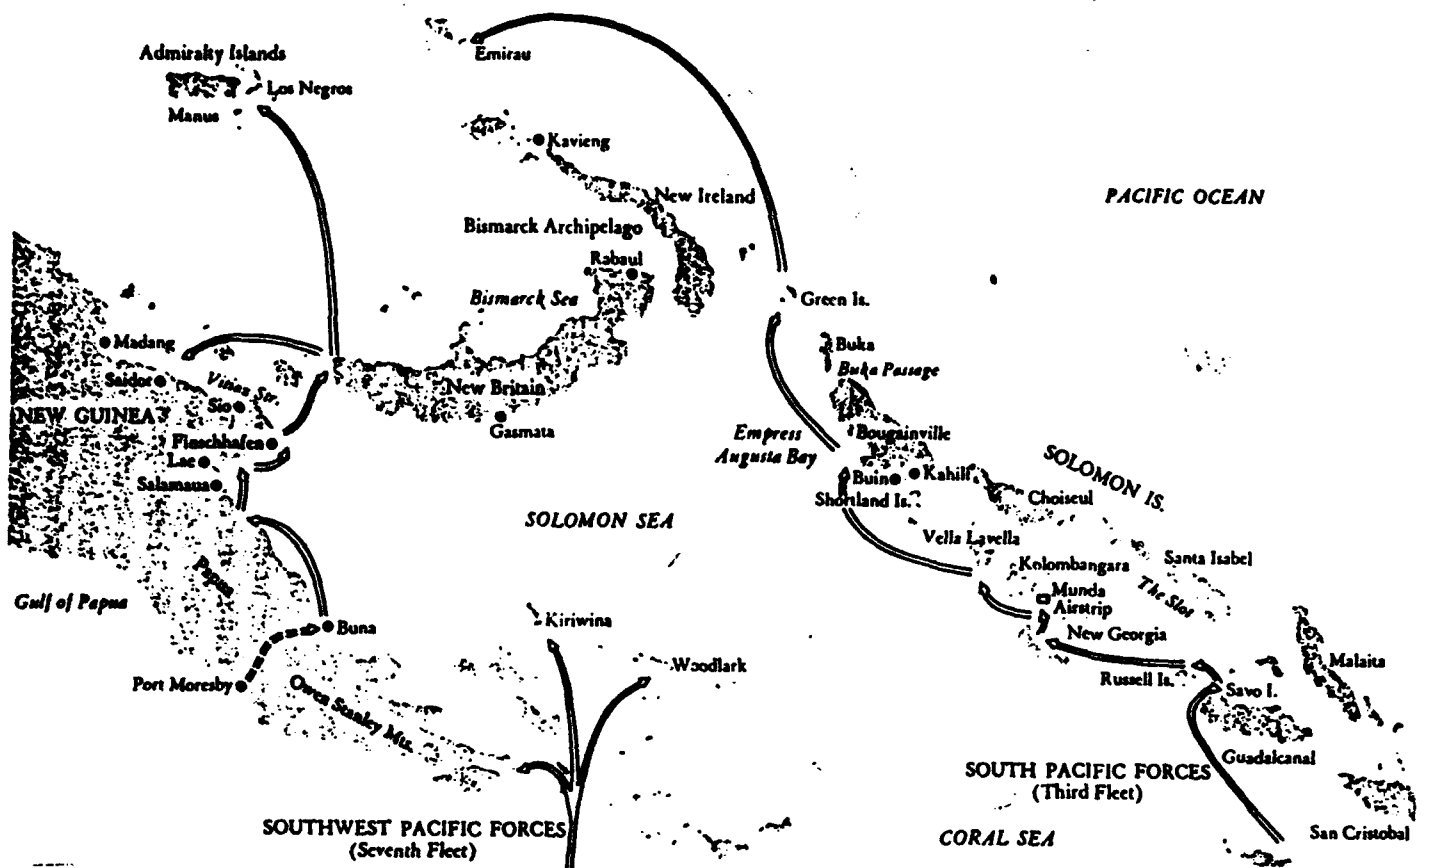 Emirau
Admiralty Islands
Los Negros
Manus
Kavieng
New Ireland
PACIFIC OCEAN
Bismarck Archipelago
Rabaul
Bismarck Sea
Green Is.
Madang
Buka
Buka Passage
Saidor
Vitiaz Str.
New Britain
Sio
NEW GUINEA
Gasmata
Finschhafen
Empress
Augusta Bay
Bougainville
Lae
Salamaua
Buin
Kahili
SOLOMON IS.
Shortland Is.
Choiseul
SOLOMON SEA
Vella Lavella
Santa Isabel
Kolombangara
Papua
The Slot
Munda
Airstrip
Gulf of Papua
Kiriwina
Buna
New Georgia
Woodlark
Malaita
Port Moresby
Russell Is.
Savo I.
Owen Stanley Mts.
Guadalcanal
SOUTH PACIFIC FORCES
(Third Fleet)
SOUTHWEST PACIFIC FORCES
(Seventh Fleet)
CORAL SEA
San Cristobal